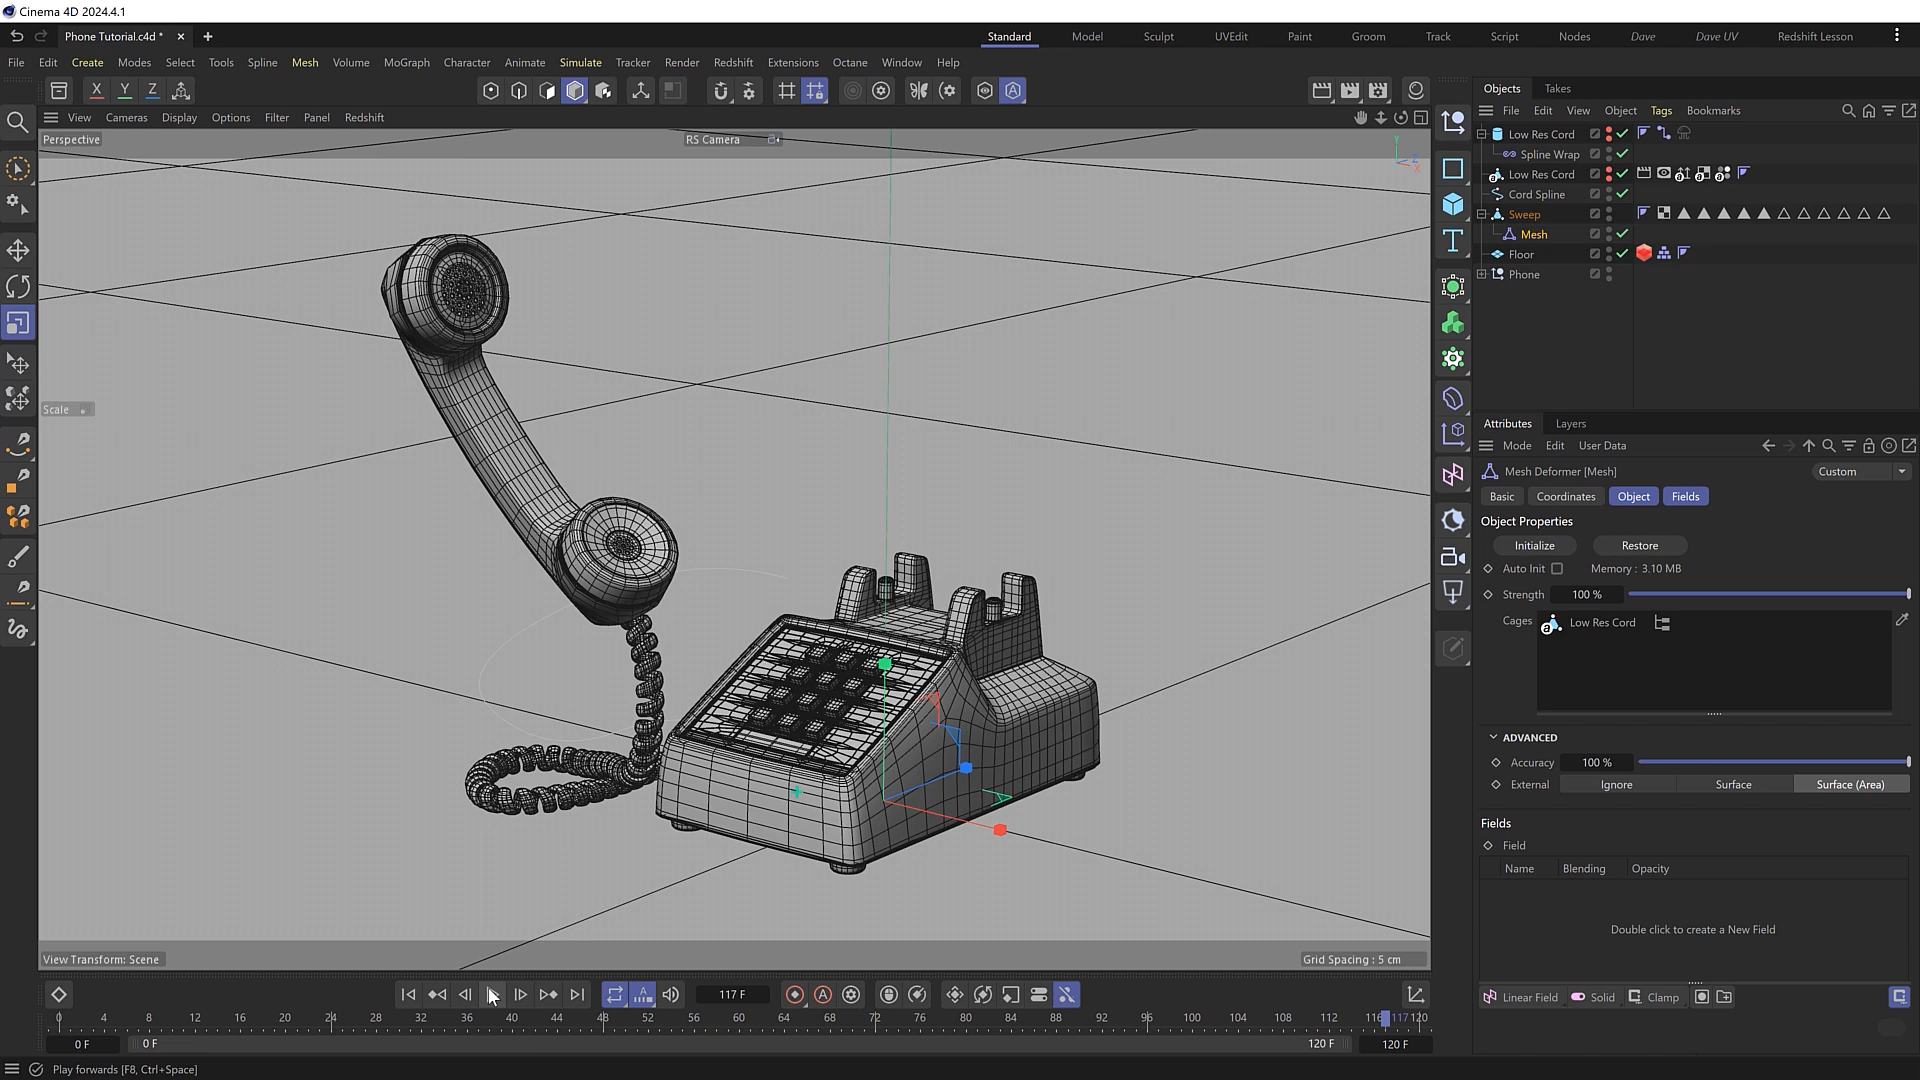 Cinema 4D 2024.4.1
Phone Tutorial.c4d *
Standard Model Sculpt UVEdit Paint Groom Track Script Nodes Dave Dave UV Redshift Lesson
File Edit Create Modes Select Tools Spline Mesh Volume MoGraph Character Animate Simulate Tracker Render Redshift Extensions Octane Window Help
X Y Z
Objects Takes
View Cameras Display Options Filter Panel Redshift
File Edit View Object Tags Bookmarks
Perspective
RS Camera
Y
Z
X
Low Res Cord
Spline Wrap
Low Res Cord
Cord Spline
Sweep
Mesh
Floor
Phone
Scale
Attributes Layers
Mode Edit User Data
Mesh Deformer [Mesh]
Custom
Basic Coordinates Object Fields
Object Properties
Initialize Restore
Auto Init Memory : 3.10 MB
Strength 100 %
Cages Low Res Cord
ADVANCED
Accuracy 100 %
External Ignore Surface Surface (Area)
Fields
Field
Name Blending Opacity
Double click to create a New Field
Linear Field Solid Clamp
View Transform: Scene
Grid Spacing : 5 cm
117 F
0 4 8 12 16 20 24 28 32 36 40 44 48 52 56 60 64 68 72 76 80 84 88 92 96 100 104 108 112 116 117 120
0 F 0 F 120 F 120 F
Play forwards [F8, Ctrl+Space]